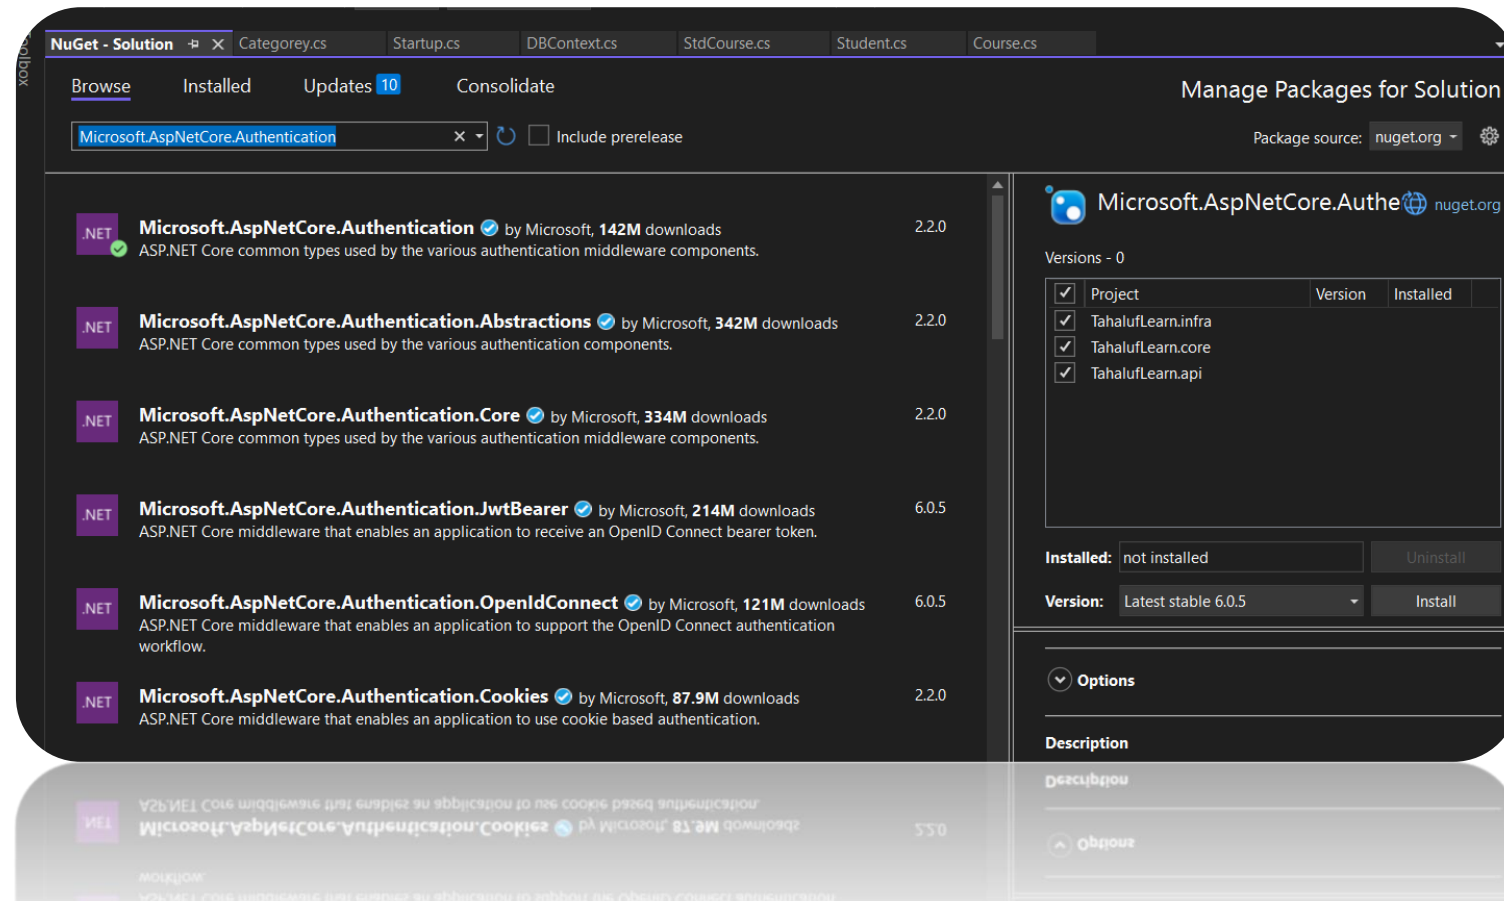 Toolbox
NuGet - Solution
Categorey.cs
Startup.cs
DBContext.cs
StdCourse.cs
Student.cs
Course.cs
Browse
Installed
Updates 10
Consolidate
Manage Packages for Solution
Microsoft.AspNetCore.Authentication
Include prerelease
Package source: nuget.org
.NET
Microsoft.AspNetCore.Authentication by Microsoft, 142M downloads
2.2.0
ASP.NET Core common types used by the various authentication middleware components.
.NET
Microsoft.AspNetCore.Authentication.Abstractions by Microsoft, 342M downloads
2.2.0
ASP.NET Core common types used by the various authentication components.
.NET
Microsoft.AspNetCore.Authentication.Core by Microsoft, 334M downloads
2.2.0
ASP.NET Core common types used by the various authentication middleware components.
.NET
Microsoft.AspNetCore.Authentication.JwtBearer by Microsoft, 214M downloads
6.0.5
ASP.NET Core middleware that enables an application to receive an OpenID Connect bearer token.
.NET
Microsoft.AspNetCore.Authentication.OpenIdConnect by Microsoft, 121M downloads
6.0.5
ASP.NET Core middleware that enables an application to support the OpenID Connect authentication
workflow.
.NET
Microsoft.AspNetCore.Authentication.Cookies by Microsoft, 87.9M downloads
2.2.0
ASP.NET Core middleware that enables an application to use cookie based authentication.
Microsoft.AspNetCore.Authe
nuget.org
Versions - 0
Project
Version
Installed
TahalufLearn.infra
TahalufLearn.core
TahalufLearn.api
Installed: not installed
Uninstall
Version: Latest stable 6.0.5
Install
Options
Description